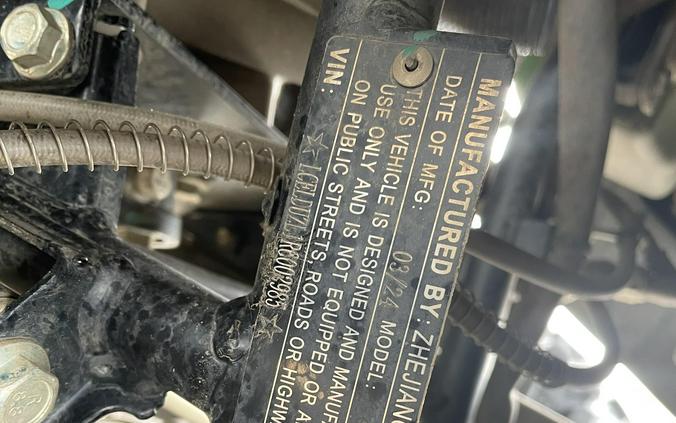 MANUFACTURED BY: ZHEJIANG
DATE OF MFG: 03/24 MODEL:
THIS VEHICLE IS DESIGNED AND MANUF
USE ONLY AND IS NOT EQUIPPED OR
ON PUBLIC STREETS, ROADS OR HIGHW
VIN: